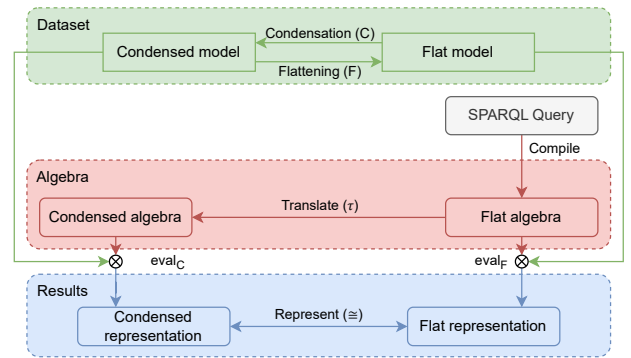 Dataset
Condensation (C)
Condensed model
Flat model
Flattening (F)
SPARQL Query
Compile
Algebra
Translate (τ)
Condensed algebra
Flat algebra
evalC
evalF
Results
Condensed
representation
Represent (≅)
Flat representation